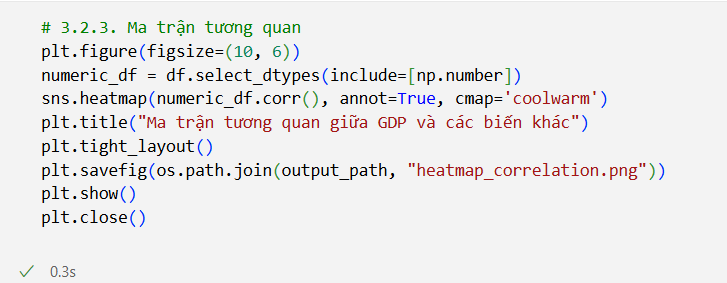 # 3.2.3. Ma trận tương quan
plt.figure(figsize=(10, 6))
numeric_df = df.select_dtypes(include=[np.number])
sns.heatmap(numeric_df.corr(), annot=True, cmap='coolwarm')
plt.title("Ma trận tương quan giữa GDP và các biến khác")
plt.tight_layout()
plt.savefig(os.path.join(output_path, "heatmap_correlation.png"))
plt.show()
plt.close()
0.3s